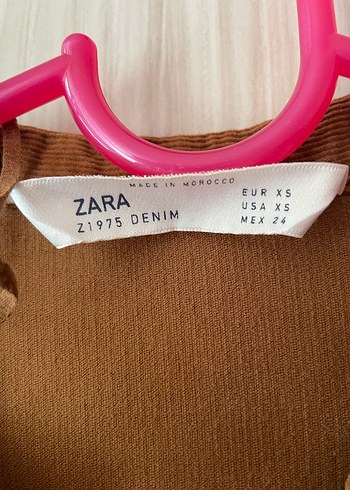 MADE IN MOROCCO
ZARA
Z1975 DENIM
EUR XS
USA XS
MEX 24